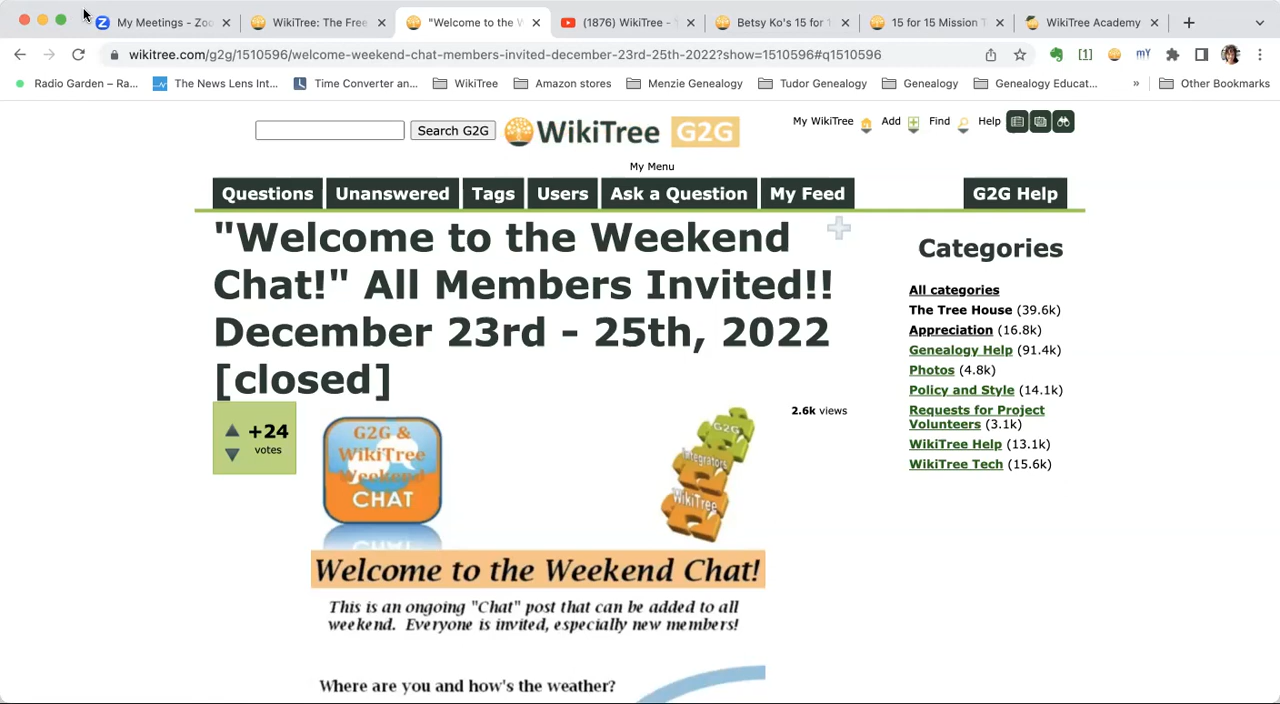 My Meetings - Zoo
WikiTree: The Free
"Welcome to the W
(1876) WikiTree - Y
Betsy Ko's 15 for 1
15 for 15 Mission T
WikiTree Academy
wikitree.com/g2g/1510596/welcome-weekend-chat-members-invited-december-23rd-25th-2022?show=1510596#q1510596
[1]
mY
Radio Garden – Ra...
The News Lens Int...
Time Converter an...
WikiTree
Amazon stores
Menzie Genealogy
Tudor Genealogy
Genealogy
Genealogy Educat...
»
Other Bookmarks
Search G2G
WikiTree G2G
My WikiTree
Add
Find
Help
My Menu
Questions
Unanswered
Tags
Users
Ask a Question
My Feed
G2G Help
"Welcome to the Weekend
Chat!" All Members Invited!!
December 23rd - 25th, 2022
[closed]
+24
votes
2.6k views
G2G &
WikiTree
Weekend
CHAT
G2G
Integrators
WikiTree
Welcome to the Weekend Chat!
This is an ongoing "Chat" post that can be added to all
weekend. Everyone is invited, especially new members!
Where are you and how's the weather?
Categories
All categories
The Tree House (39.6k)
Appreciation (16.8k)
Genealogy Help (91.4k)
Photos (4.8k)
Policy and Style (14.1k)
Requests for Project
Volunteers (3.1k)
WikiTree Help (13.1k)
WikiTree Tech (15.6k)